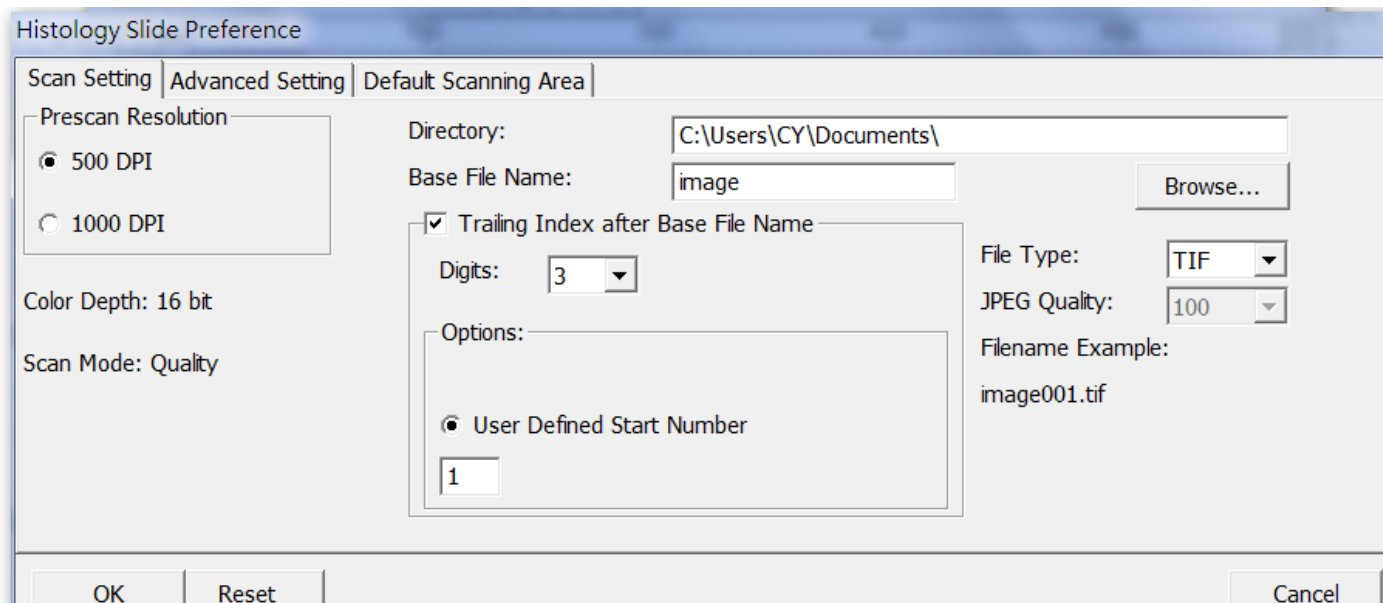 Histology Slide Preference
Scan Setting Advanced Setting Default Scanning Area
Prescan Resolution
500 DPI
1000 DPI
Color Depth: 16 bit
Scan Mode: Quality
Directory: C:\Users\CY\Documents\
Base File Name: image
Browse...
Trailing Index after Base File Name
Digits: 3
Options:
User Defined Start Number
1
File Type: TIF
JPEG Quality: 100
Filename Example:
image001.tif
OK Reset Cancel